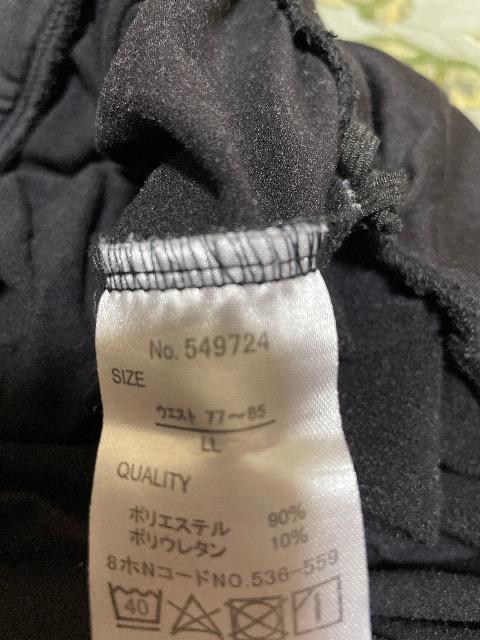 No. 549724
SIZE
ウエスト 77〜85
LL
QUALITY
ポリエステル 90%
ポリウレタン 10%
8ホNコードNO.536-559
40